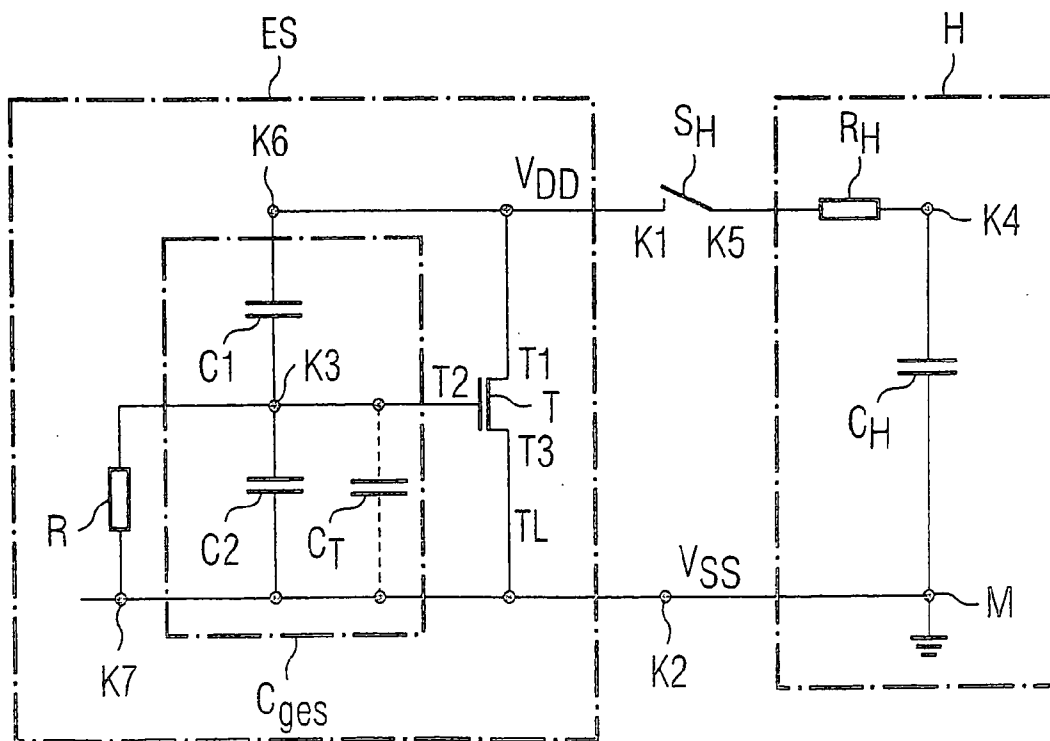 ES
H
K6
V_DD
S_H
R_H
K1
K5
K4
C1
K3
T2
T1
T
T3
C_H
R
C2
C_T
TL
V_SS
M
K7
C_ges
K2